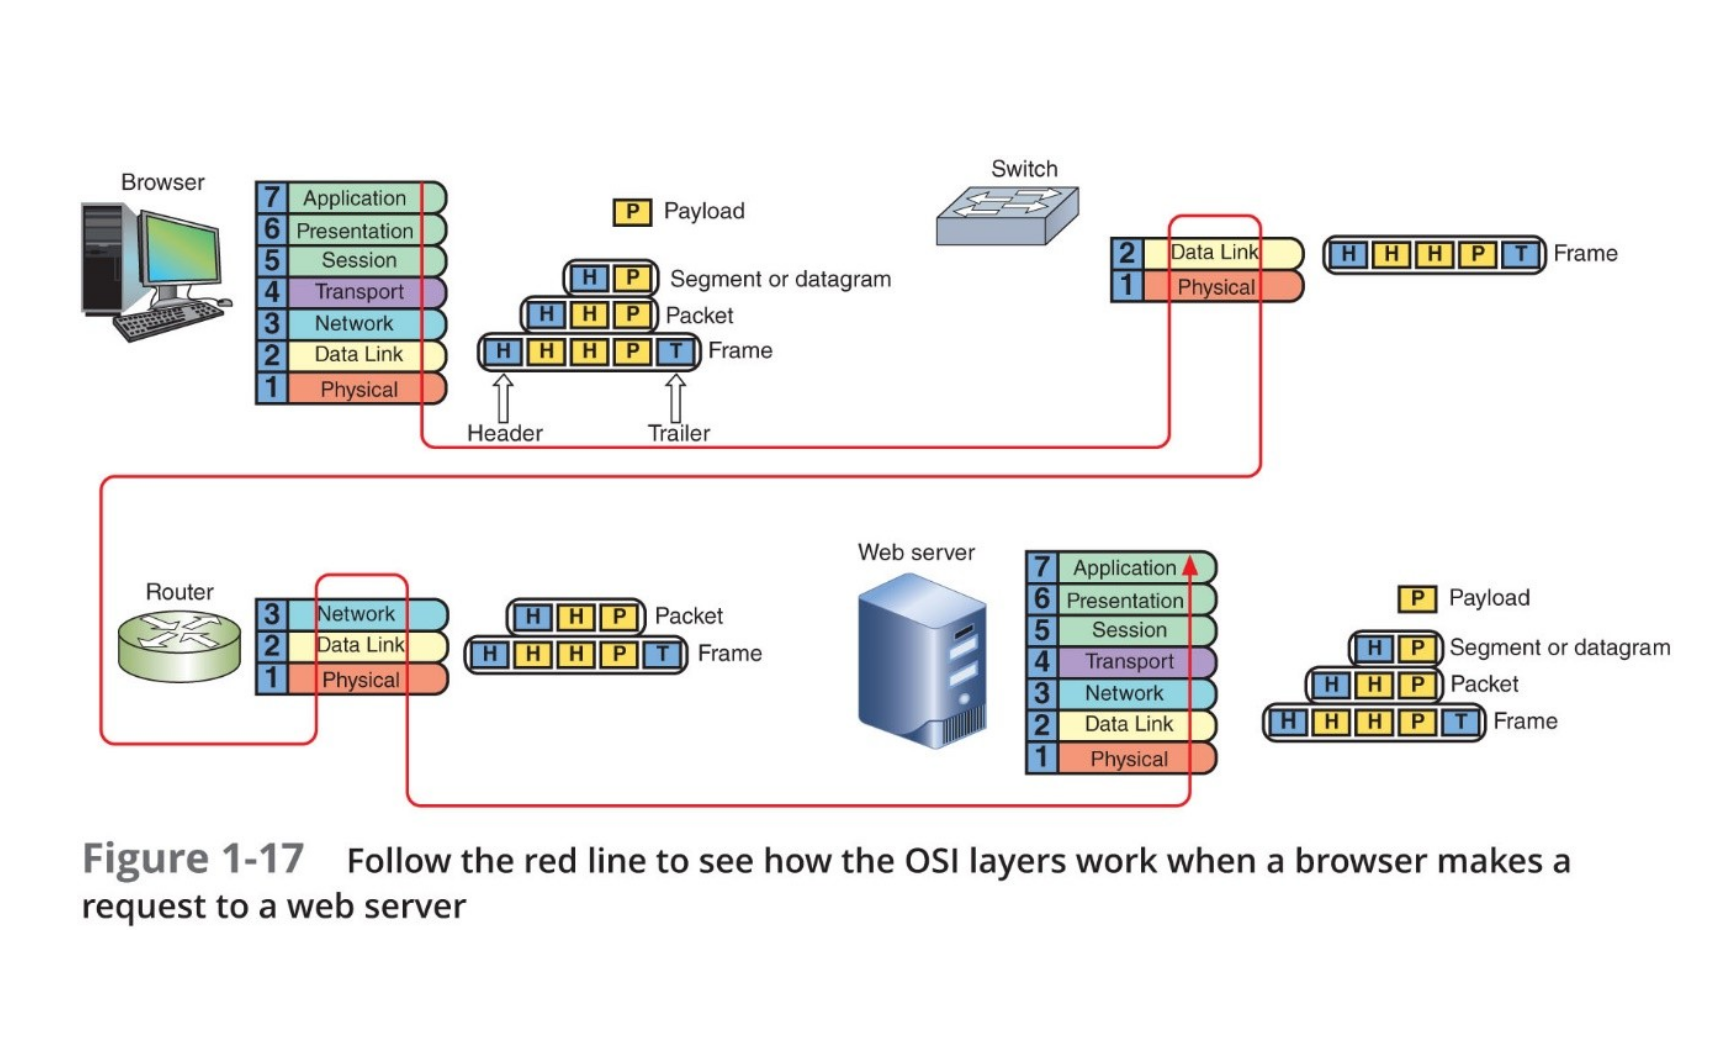 Browser
7 Application
6 Presentation
5 Session
4 Transport
3 Network
2 Data Link
1 Physical
P Payload
H P Segment or datagram
H H P Packet
H H H P T Frame
Header
Trailer
Switch
2 Data Link
1 Physical
H H H P T Frame
Router
3 Network
2 Data Link
1 Physical
H H P Packet
H H H P T Frame
Web server
7 Application
6 Presentation
5 Session
4 Transport
3 Network
2 Data Link
1 Physical
P Payload
H P Segment or datagram
H H P Packet
H H H P T Frame
Figure 1-17 Follow the red line to see how the OSI layers work when a browser makes a
request to a web server